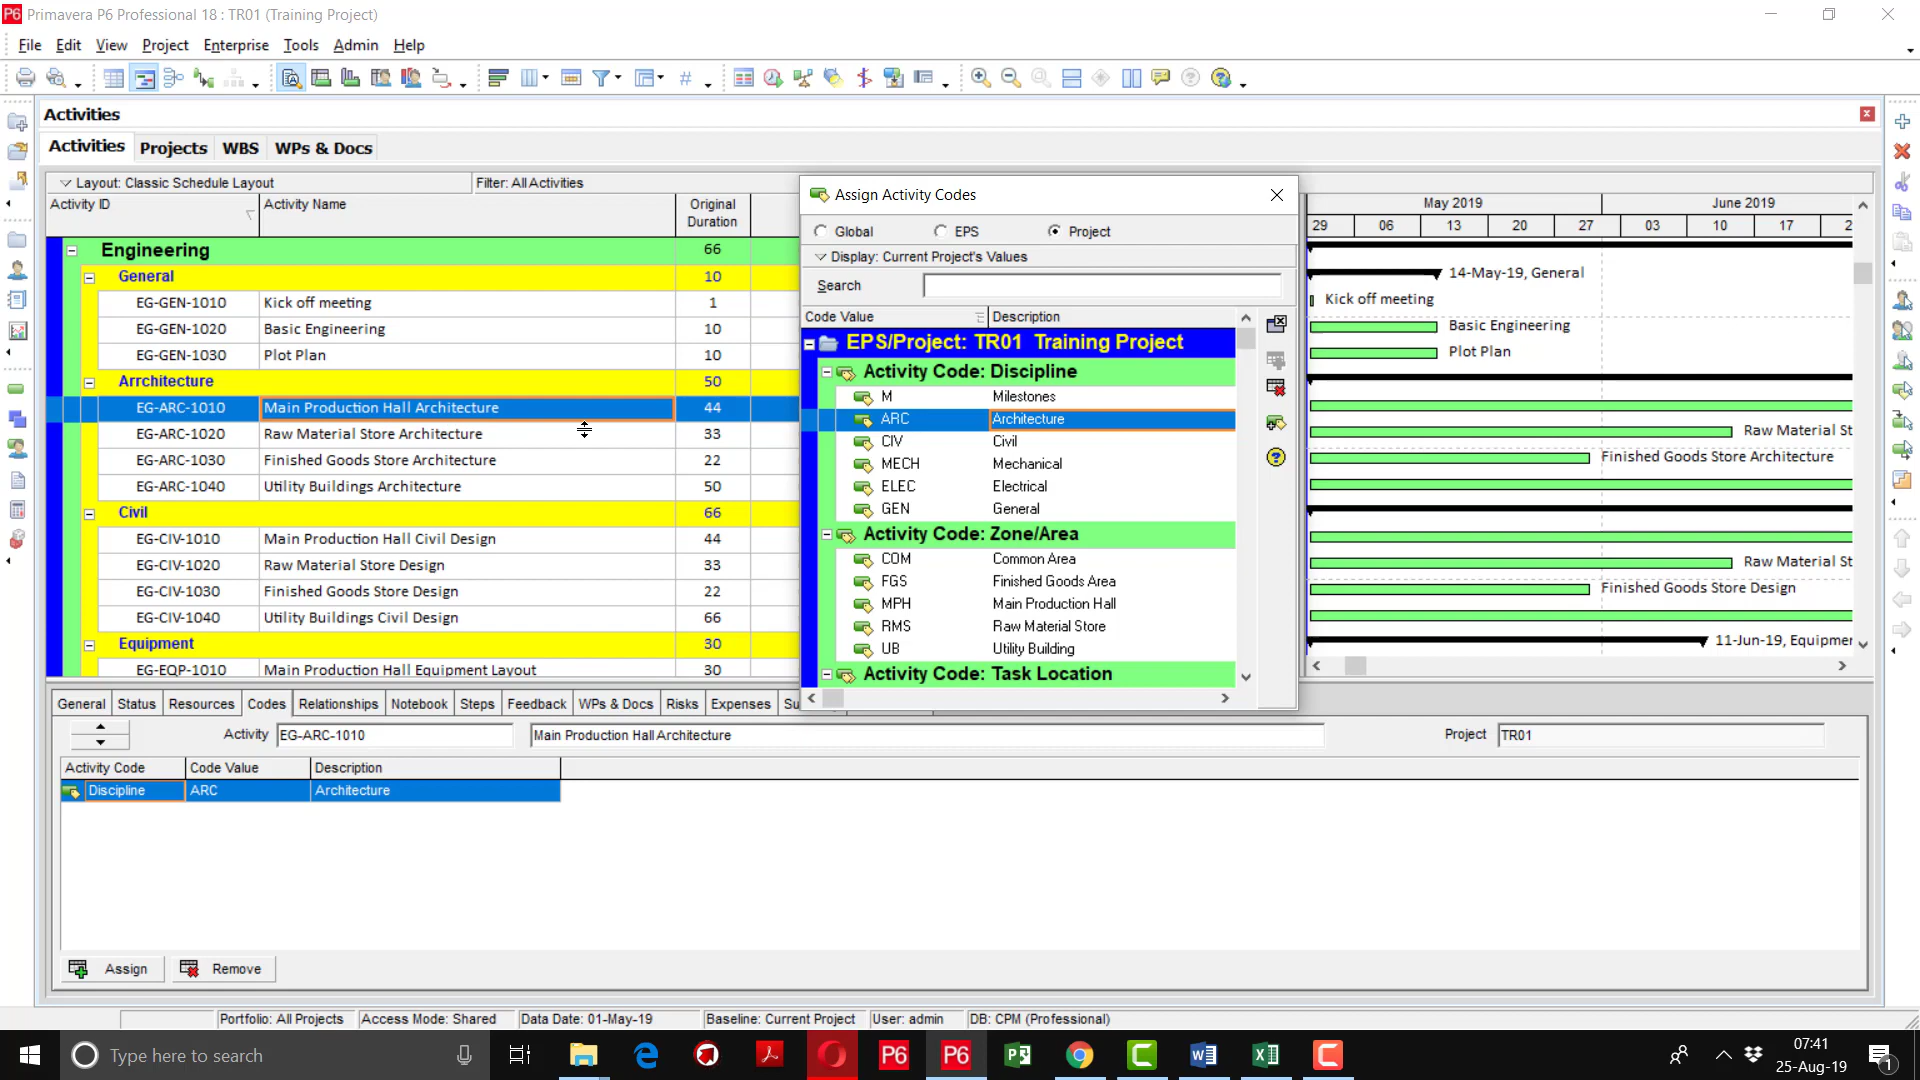 P6 Primavera P6 Professional 18 : TR01 (Training Project)
File Edit View Project Enterprise Tools Admin Help
Activities
Activities Projects WBS WPs & Docs
Layout: Classic Schedule Layout Filter: All Activities
Activity ID Activity Name Original Duration
Engineering 66
General 10
EG-GEN-1010 Kick off meeting 1
EG-GEN-1020 Basic Engineering 10
EG-GEN-1030 Plot Plan 10
Arrchitecture 50
EG-ARC-1010 Main Production Hall Architecture 44
EG-ARC-1020 Raw Material Store Architecture 33
EG-ARC-1030 Finished Goods Store Architecture 22
EG-ARC-1040 Utility Buildings Architecture 50
Civil 66
EG-CIV-1010 Main Production Hall Civil Design 44
EG-CIV-1020 Raw Material Store Design 33
EG-CIV-1030 Finished Goods Store Design 22
EG-CIV-1040 Utility Buildings Civil Design 66
Equipment 30
EG-EQP-1010 Main Production Hall Equipment Layout 30
Assign Activity Codes
Global EPS Project
Display: Current Project's Values
Search
Code Value Description
EPS/Project: TR01 Training Project
Activity Code: Discipline
M Milestones
ARC Architecture
CIV Civil
MECH Mechanical
ELEC Electrical
GEN General
Activity Code: Zone/Area
COM Common Area
FGS Finished Goods Area
MPH Main Production Hall
RMS Raw Material Store
UB Utility Building
Activity Code: Task Location
May 2019 June 2019
29 06 13 20 27 03 10 17 2
14-May-19, General
Kick off meeting
Basic Engineering
Plot Plan
Raw Material St
Finished Goods Store Architecture
Raw Material St
Finished Goods Store Design
11-Jun-19, Equipmer
General Status Resources Codes Relationships Notebook Steps Feedback WPs & Docs Risks Expenses Su
Activity EG-ARC-1010 Main Production Hall Architecture Project TR01
Activity Code Code Value Description
Discipline ARC Architecture
Assign Remove
Portfolio: All Projects Access Mode: Shared Data Date: 01-May-19 Baseline: Current Project User: admin DB: CPM (Professional)
Type here to search
P6 P6
07:41
25-Aug-19
1